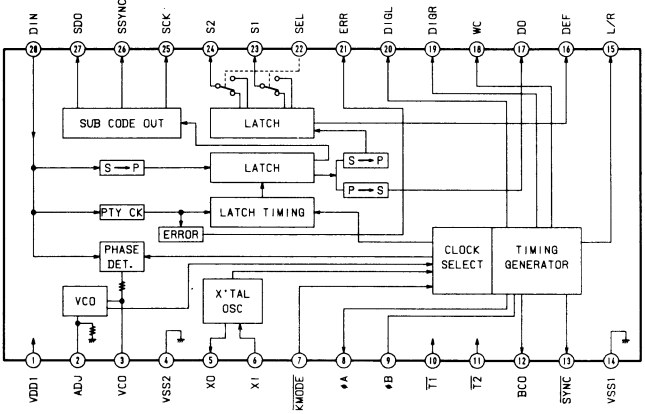 DIN SDO SSYNC SCK S2 S1 SEL ERR DIGL DIGR WC DO DEF L/R
28 27 26 25 24 23 22 21 20 19 18 17 16 15
SUB CODE OUT
LATCH
S → P
LATCH
S → P
P → S
PTY CK
LATCH TIMING
ERROR
PHASE
DET.
CLOCK
SELECT
TIMING
GENERATOR
VCO
X'TAL
OSC
1 2 3 4 5 6 7 8 9 10 11 12 13 14
VDD1 ADJ VCO VSS2 XO XI KMODE φA φB T1 T2 BCO SYNC VSS1